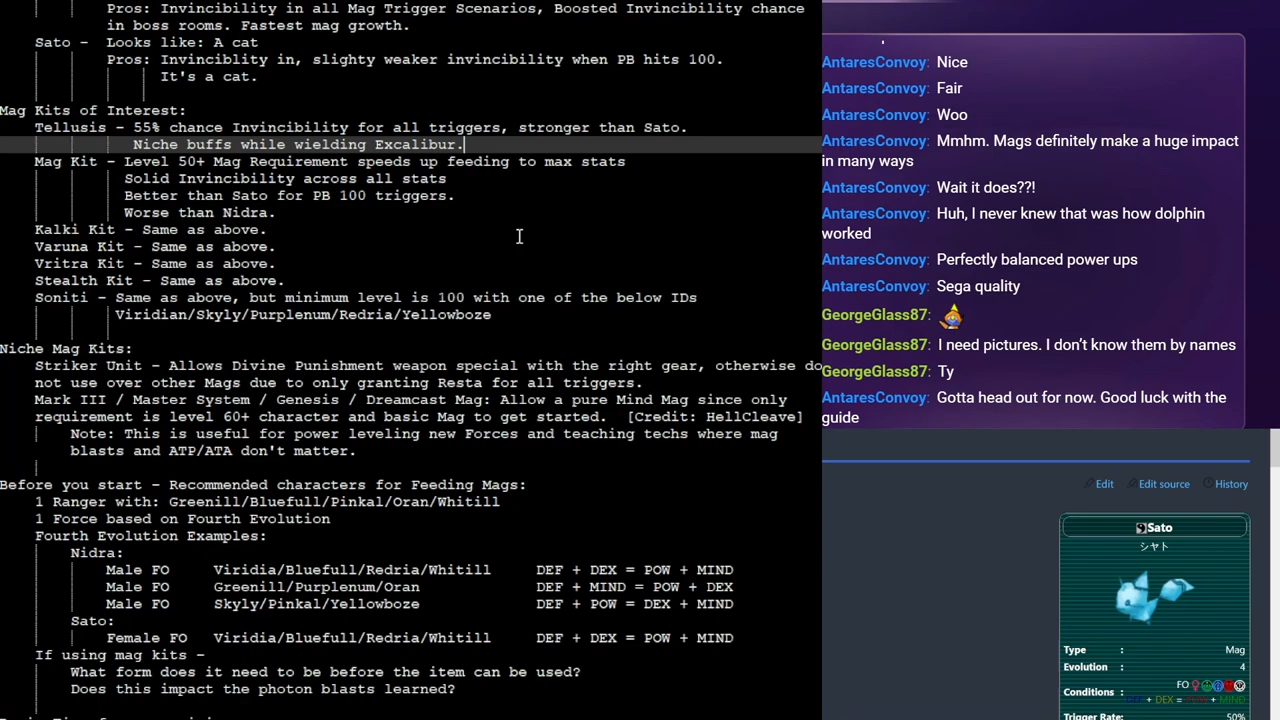 Pros: Invincibility in all Mag Trigger Scenarios, Boosted Invincibility chance
in boss rooms. Fastest mag growth.
Sato - Looks like: A cat
Pros: Invinciblity in, slighty weaker invincibility when PB hits 100.
It's a cat.
Mag Kits of Interest:
Tellusis - 55% chance Invincibility for all triggers, stronger than Sato.
Niche buffs while wielding Excalibur.
Mag Kit - Level 50+ Mag Requirement speeds up feeding to max stats
Solid Invincibility across all stats
Better than Sato for PB 100 triggers.
Worse than Nidra.
Kalki Kit - Same as above.
Varuna Kit - Same as above.
Vritra Kit - Same as above.
Stealth Kit - Same as above.
Soniti - Same as above, but minimum level is 100 with one of the below IDs
Viridian/Skyly/Purplenum/Redria/Yellowboze
Niche Mag Kits:
Striker Unit - Allows Divine Punishment weapon special with the right gear, otherwise do
not use over other Mags due to only granting Resta for all triggers.
Mark III / Master System / Genesis / Dreamcast Mag: Allow a pure Mind Mag since only
requirement is level 60+ character and basic Mag to get started. [Credit: HellCleave]
Note: This is useful for power leveling new Forces and teaching techs where mag
blasts and ATP/ATA don't matter.
Before you start - Recommended characters for Feeding Mags:
1 Ranger with: Greenill/Bluefull/Pinkal/Oran/Whitill
1 Force based on Fourth Evolution
Fourth Evolution Examples:
Nidra:
Male FO Viridia/Bluefull/Redria/Whitill DEF + DEX = POW + MIND
Male FO Greenill/Purplenum/Oran DEF + MIND = POW + DEX
Male FO Skyly/Pinkal/Yellowboze DEF + POW = DEX + MIND
Sato:
Female FO Viridia/Bluefull/Redria/Whitill DEF + DEX = POW + MIND
If using mag kits -
What form does it need to be before the item can be used?
Does this impact the photon blasts learned?
AntaresConvoy: Nice
AntaresConvoy: Fair
AntaresConvoy: Woo
AntaresConvoy: Mmhm. Mags definitely make a huge impact
in many ways
AntaresConvoy: Wait it does??!
AntaresConvoy: Huh, I never knew that was how dolphin
worked
AntaresConvoy: Perfectly balanced power ups
AntaresConvoy: Sega quality
GeorgeGlass87:
GeorgeGlass87: I need pictures. I don't know them by names
GeorgeGlass87: Ty
AntaresConvoy: Gotta head out for now. Good luck with the
guide
Edit Edit source History
Sato
シャト
Type : Mag
Evolution : 4
Conditions : FO
DEF + DEX = POW + MIND
Trigger Rate: 50%